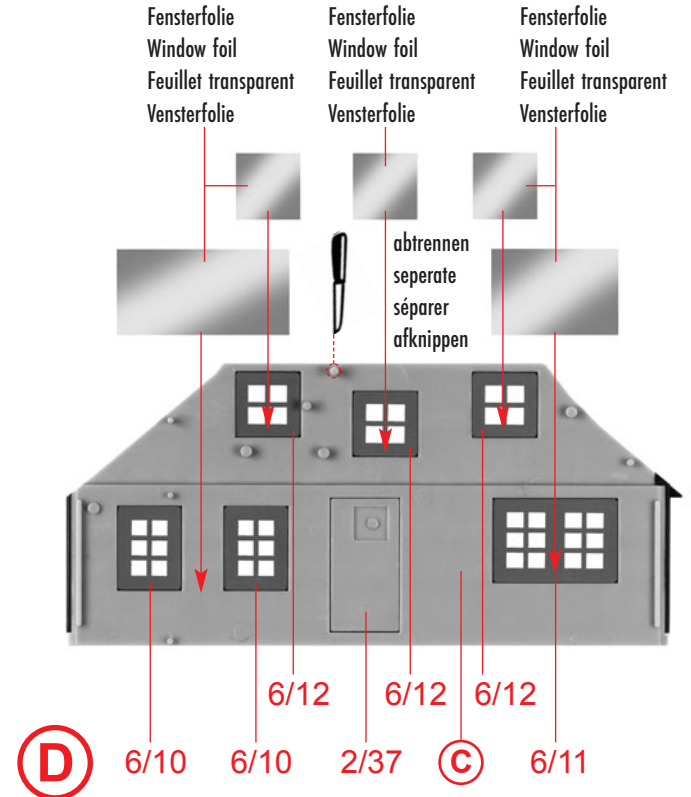 Fensterfolie
Window foil
Feuillet transparent
Vensterfolie
Fensterfolie
Window foil
Feuillet transparent
Vensterfolie
Fensterfolie
Window foil
Feuillet transparent
Vensterfolie
abtrennen
seperate
séparer
afknippen
6/12
6/12
6/12
D
6/10
6/10
2/37
C
6/11